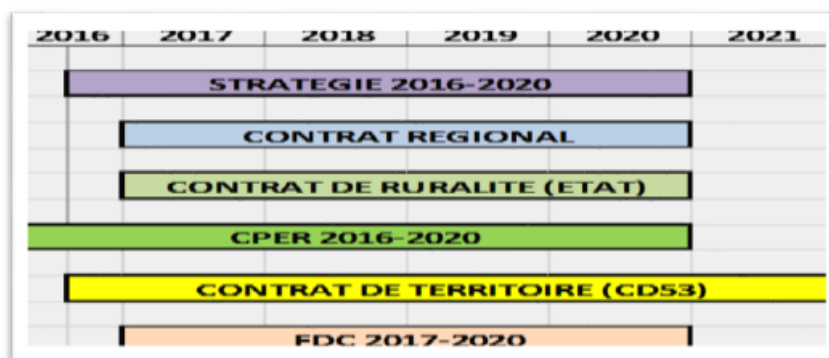 2016 2017 2018 2019 2020 2021
STRATEGIE 2016-2020
CONTRAT REGIONAL
CONTRAT DE RURALITE (ETAT)
CPER 2016-2020
CONTRAT DE TERRITOIRE (CD53)
FDC 2017-2020